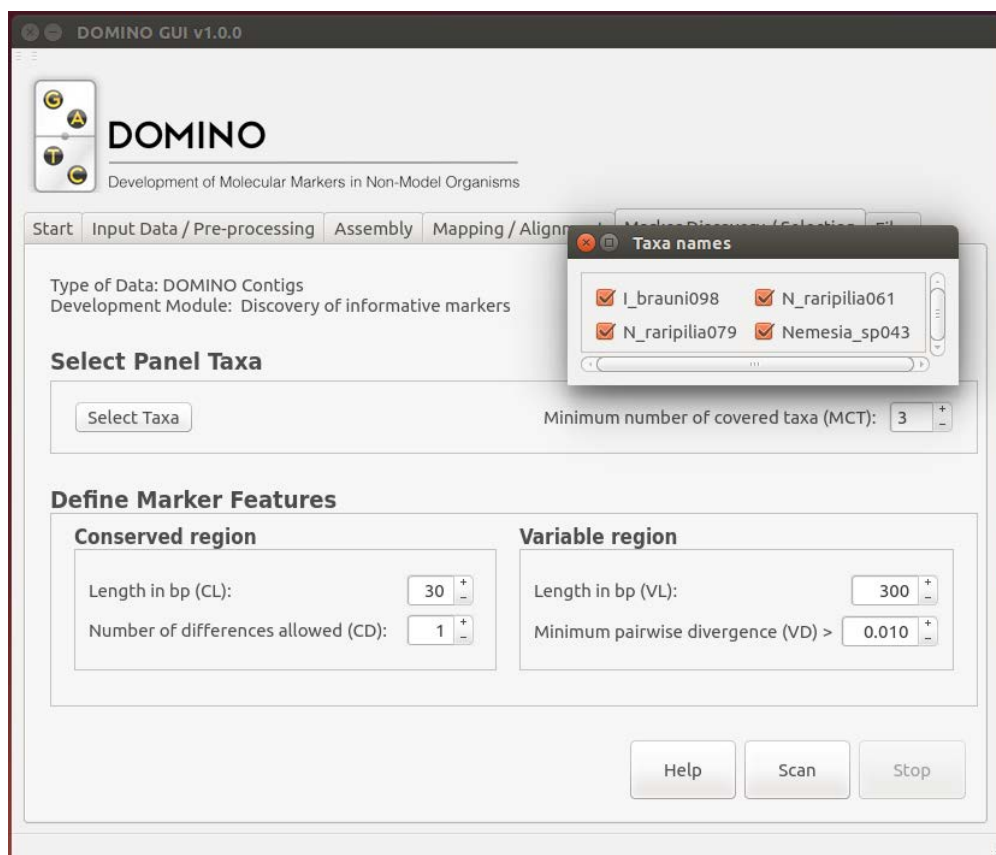 DOMINO GUI v1.0.0
G
A
T
C
DOMINO
Development of Molecular Markers in Non-Model Organisms
Start Input Data / Pre-processing Assembly Mapping /
Taxa names
I_brauni098 N_raripilia061
N_raripilia079 Nemesia_sp043
Type of Data: DOMINO Contigs
Development Module: Discovery of informative markers
Select Panel Taxa
Select Taxa Minimum number of covered taxa (MCT): 3
Define Marker Features
Conserved region Variable region
Length in bp (CL): 30 Length in bp (VL): 300
Number of differences allowed (CD): 1 Minimum pairwise divergence (VD) > 0.010
Help Scan Stop